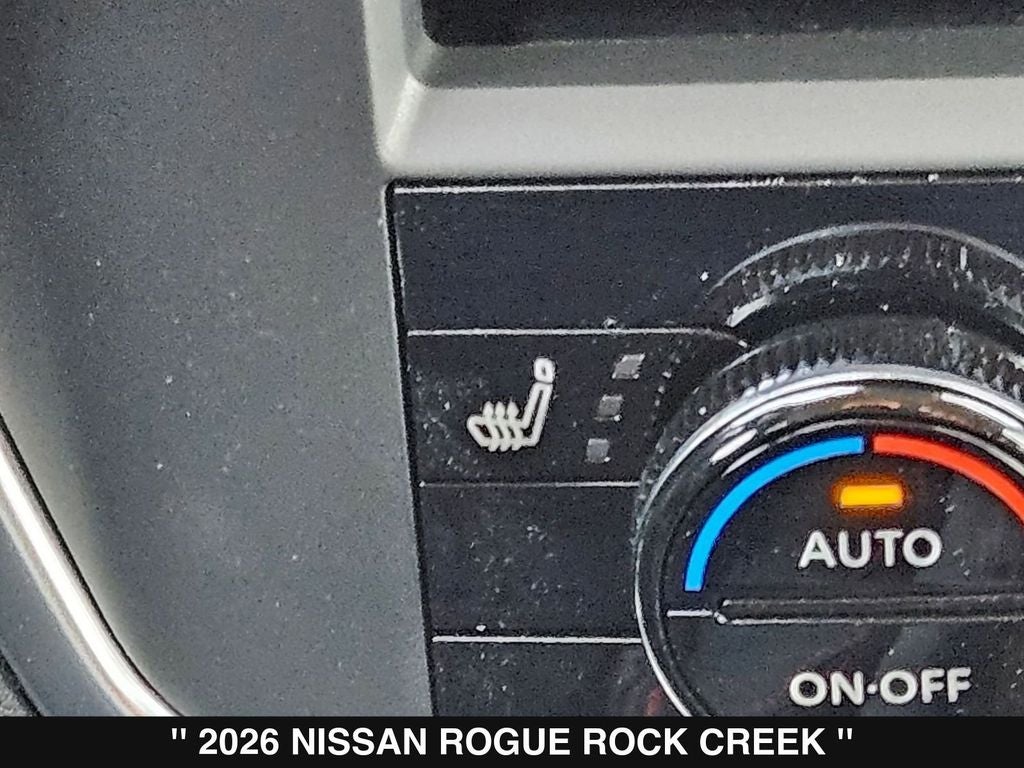 AUTO
ON·OFF
" 2026 NISSAN ROGUE ROCK CREEK "